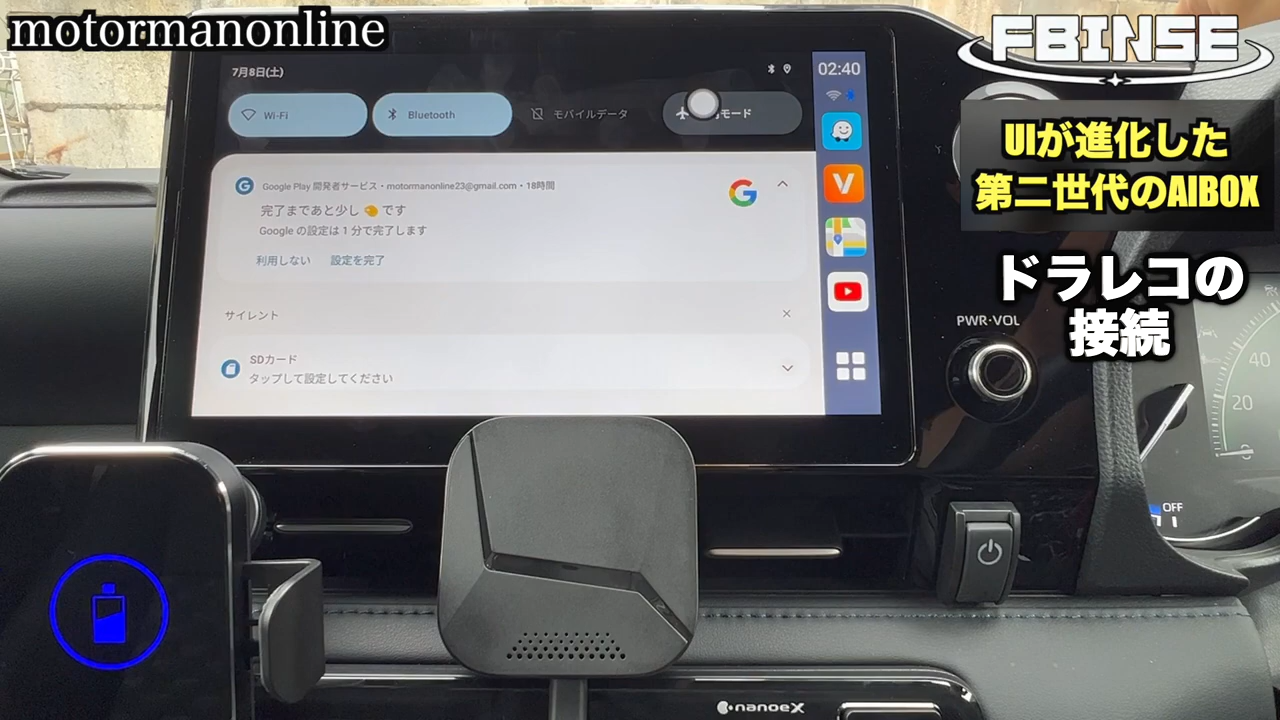 motormanonline
FBINSE
UIが進化した
第二世代のAIBOX
ドラレコの
接続
7月8日(土)
02:40
Wi-Fi
Bluetooth
モバイルデータ
モード
Google Play 開発者サービス・motormanonline23@gmail.com・18時間
完了まであと少し です
Google の設定は 1 分で完了します
利用しない 設定を完了
サイレント
SDカード
タップして設定してください
PWR·VOL
40
20
OFF
nanoeX